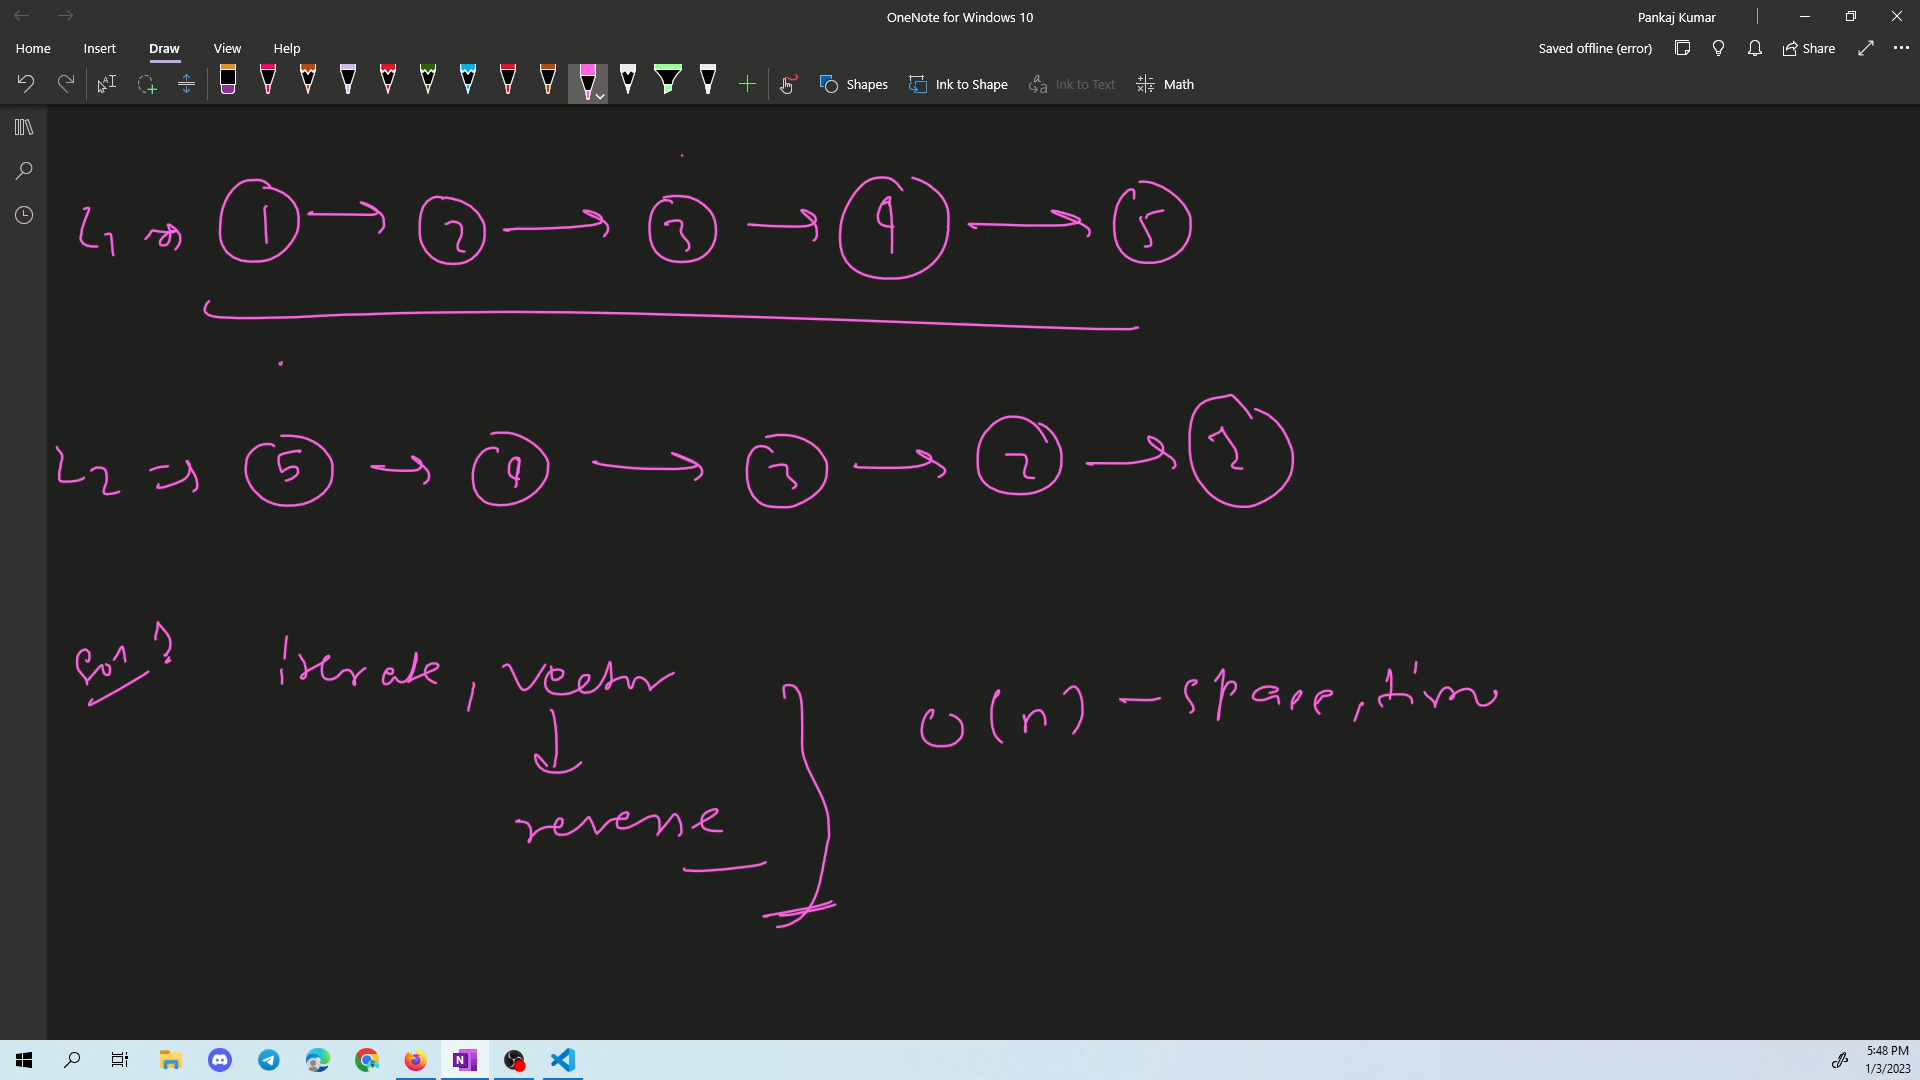 OneNote for Windows 10
Pankaj Kumar
Home Insert Draw View Help
Saved offline (error) Share
Shapes Ink to Shape Ink to Text Math
L1 ⇒ 1 → 2 → 3 → 4 → 5
L2 ⇒ 5 → 4 → 3 → 2 → 1
iterate, vector
O(n) - space, time
↓
reverse
5:48 PM
1/3/2023